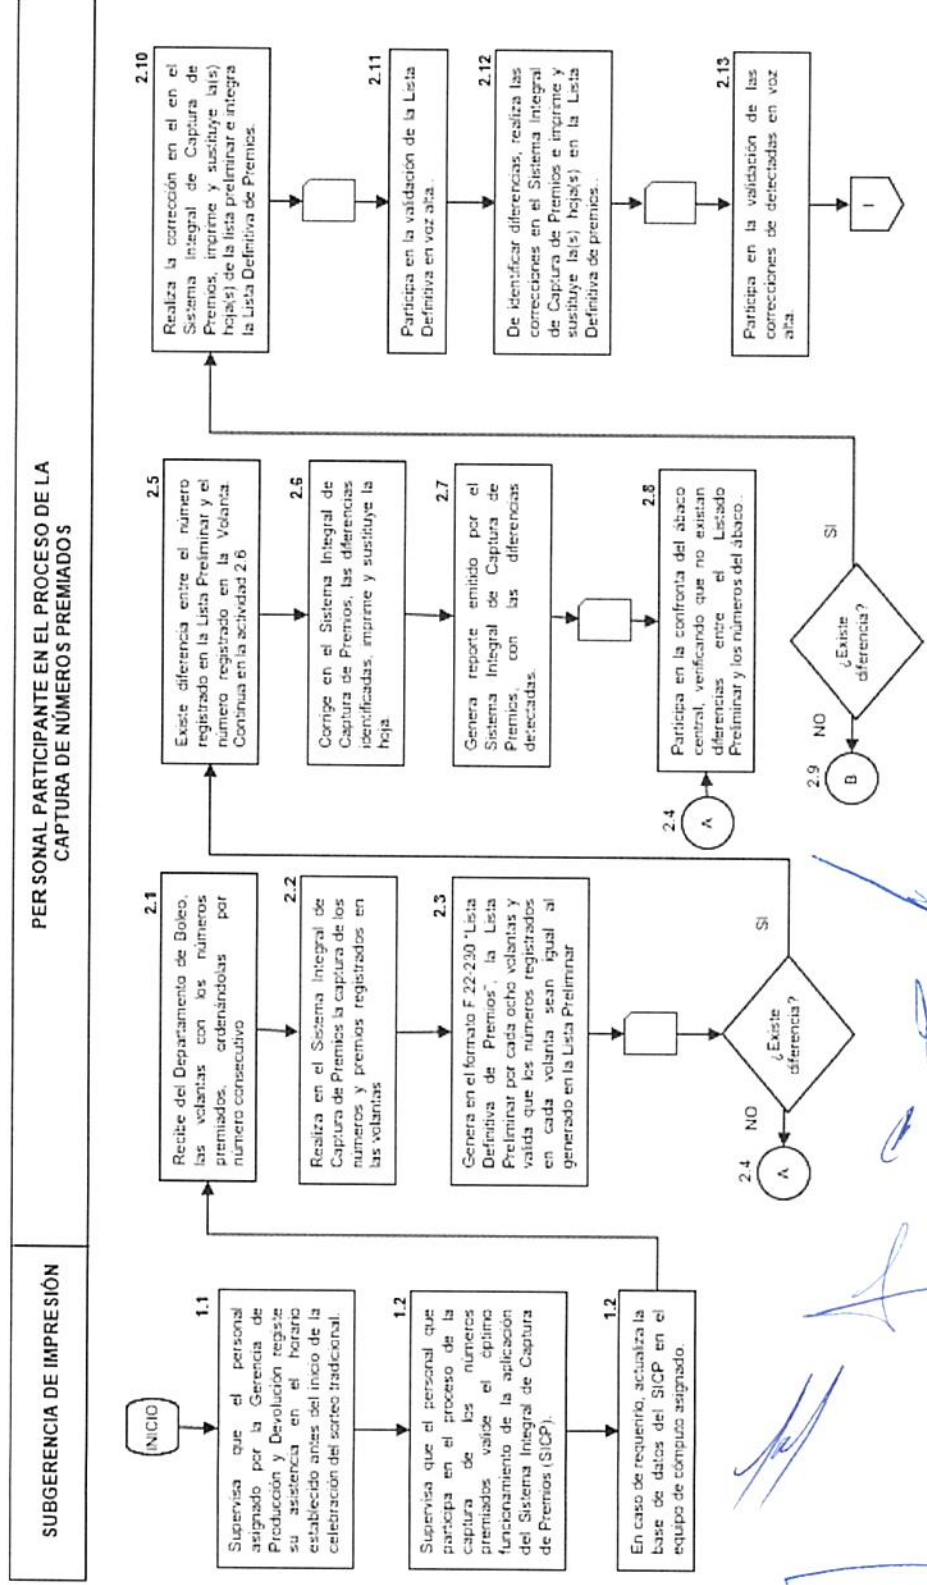 SUBGERENCIA DE IMPRESIÓN
PERSONAL PARTICIPANTE EN EL PROCESO DE LA
CAPTURA DE NÚMEROS PREMIADOS
INICIO
1.1
Supervisa que el personal
asignado por la Gerencia de
Producción y Devolución registe
su asistencia en el horario
establecido antes del inicio de la
celebración del sorteo tradicional.
1.2
Supervisa que el personal que
participa en el proceso de la
captura de los números
premiados valide el óptimo
funcionamiento de la aplicación
del Sistema Integral de Captura
de Premios (SICP).
1.2
En caso de requerirlo, actualiza la
base de datos del SICP en el
equipo de cómputo asignado.
2.1
Recibe del Departamento de Boleo,
las volantas con los números
premiados, ordenándolas por
número consecutivo
2.2
Realiza en el Sistema Integral de
Captura de Premios la captura de los
números y premios registrados en
las volantas
2.3
Genera en el formato F 22-230 "Lista
Definitiva de Premios", la Lista
Preliminar por cada ocho volantas y
valida que los números registrados
en cada volanta sean igual al
generado en la Lista Preliminar
¿Existe
diferencia?
NO
SI
2.4
A
2.5
Existe diferencia entre el número
registrado en la Lista Preliminar y el
número registrado en la Volanta.
Continua en la actividad 2.6
2.6
Corrige en el Sistema Integral de
Captura de Premios, las diferencias
identificadas, imprime y sustituye la
hoja.
2.7
Genera reporte emitido por el
Sistema Integral de Captura de
Premios, con las diferencias
detectadas.
2.4
A
2.8
Participa en la confronta del ábaco
central, verificando que no existan
diferencias entre el Listado
Preliminar y los números del ábaco.
¿Existe
diferencia?
NO
SI
2.9
B
2.10
Realiza la corrección en el en el
Sistema Integral de Captura de
Premios, imprime y sustituye la(s)
hoja(s) de la lista preliminar e integra
la Lista Definitiva de Premios.
2.11
Participa en la validación de la Lista
Definitiva en voz alta.
2.12
De identificar diferencias, realiza las
correcciones en el Sistema Integral
de Captura de Premios e imprime y
sustituye la(s) hoja(s) en la Lista
Definitiva de premios.
2.13
Participa en la validación de las
correcciones de detectadas en voz
alta.
I